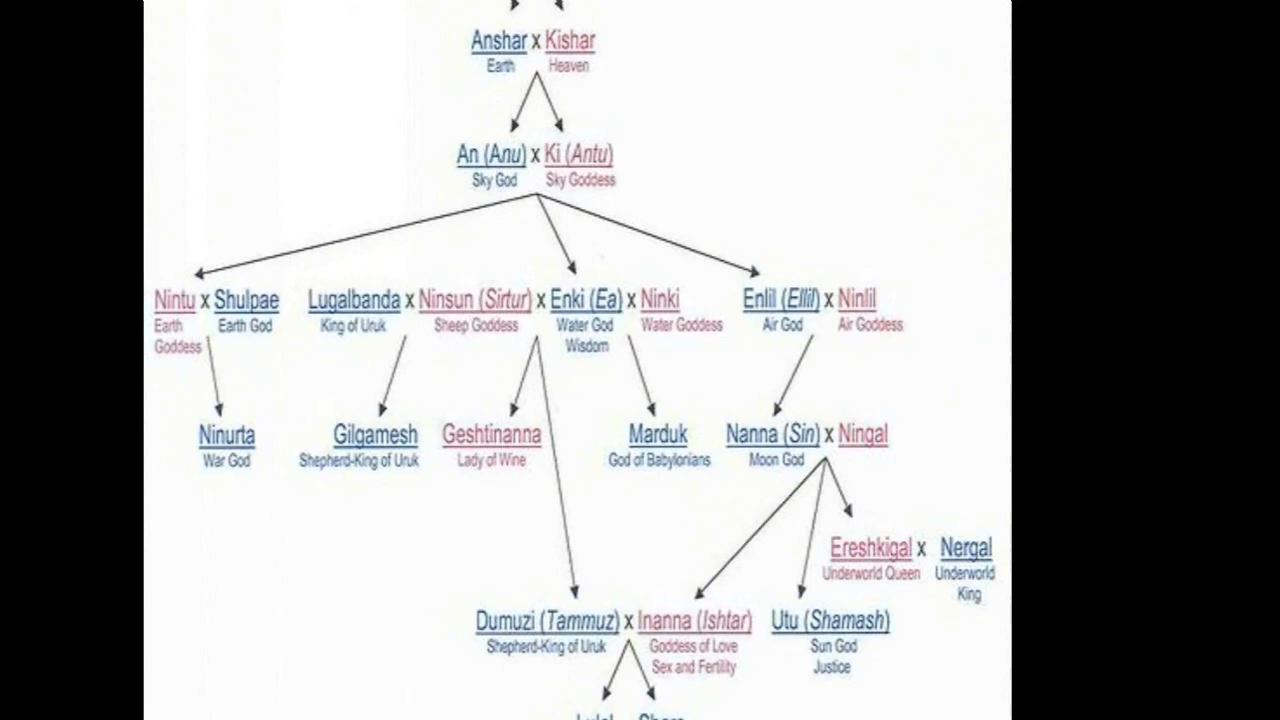 Anshar x Kishar
Earth Heaven
An (Anu) x Ki (Antu)
Sky God Sky Goddess
Nintu x Shulpae Lugalbanda x Ninsun (Sirtur) x Enki (Ea) x Ninki Enlil (Ellil) x Ninlil
Earth Earth God King of Uruk Sheep Goddess Water God Water Goddess Air God Air Goddess
Goddess Wisdom
Ninurta Gilgamesh Geshtinanna Marduk Nanna (Sin) x Ningal
War God Shepherd-King of Uruk Lady of Wine God of Babylonians Moon God
Ereshkigal x Nergal
Underworld Queen Underworld
King
Dumuzi (Tammuz) x Inanna (Ishtar) Utu (Shamash)
Shepherd-King of Uruk Goddess of Love Sun God
Sex and Fertility Justice